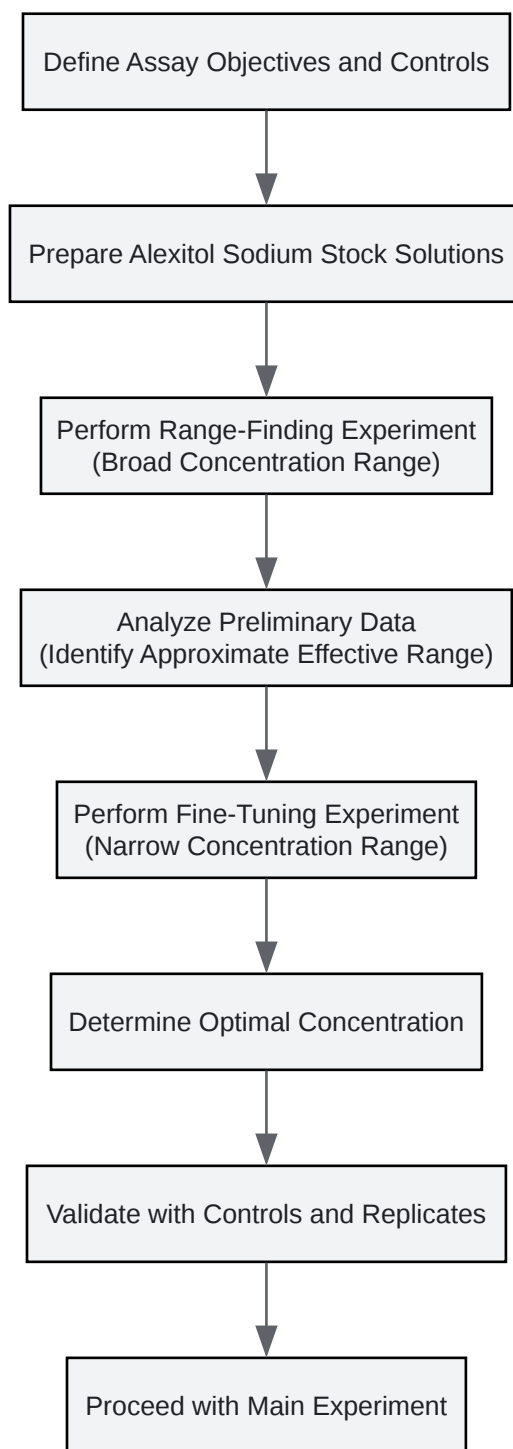 Define Assay Objectives and Controls
Prepare Alexitol Sodium Stock Solutions
Perform Range-Finding Experiment
(Broad Concentration Range)
Analyze Preliminary Data
(Identify Approximate Effective Range)
Perform Fine-Tuning Experiment
(Narrow Concentration Range)
Determine Optimal Concentration
Validate with Controls and Replicates
Proceed with Main Experiment